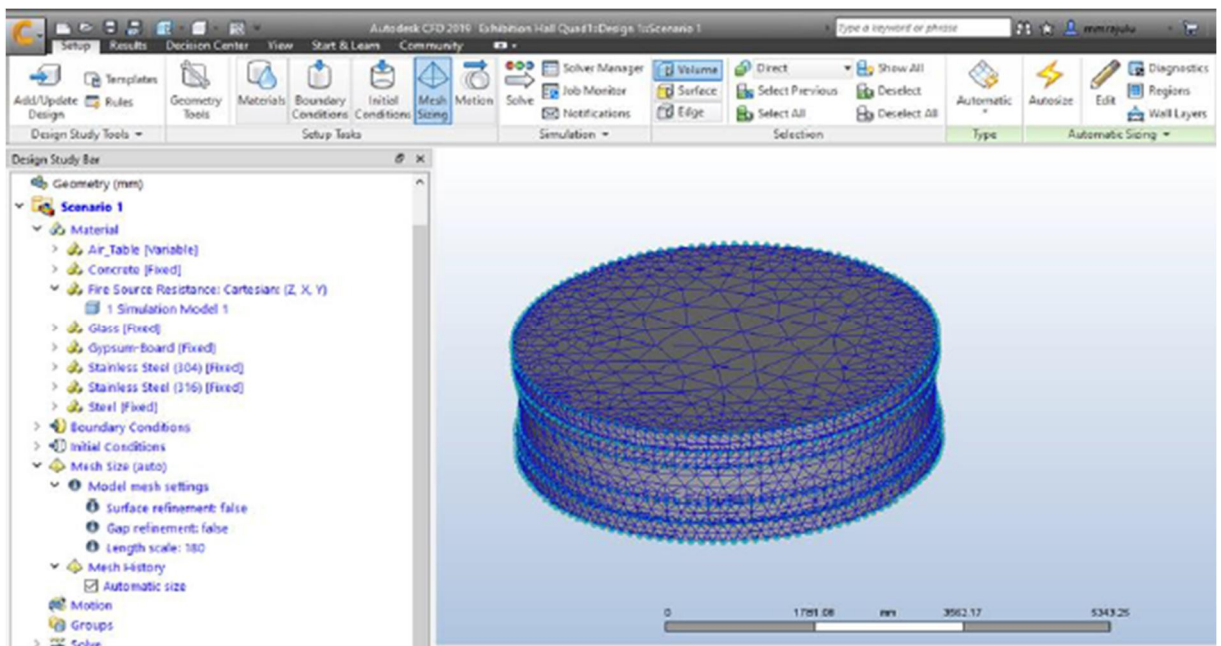 Autodesk CFD 2019 Exhibition Hall Quad1::Design 1::Scenario 1
Type a keyword or phrase
mmrajulu
Setup Results Decision Center View Start & Learn Community
Add/Update Design
Templates
Rules
Geometry Tools
Materials
Boundary Conditions
Initial Conditions
Mesh Sizing
Motion
Solve
Solver Manager
Job Monitor
Notifications
Volume
Surface
Edge
Direct
Select Previous
Select All
Show All
Deselect
Deselect All
Automatic
Autosize
Edit
Diagnostics
Regions
Wall Layers
Design Study Tools
Setup Tasks
Simulation
Selection
Type
Automatic Sizing
Design Study Bar
Geometry (mm)
Scenario 1
Material
Air_Table [Variable]
Concrete [Fixed]
Fire Source Resistance: Cartesian: (Z, X, Y)
1 Simulation Model 1
Glass [Fixed]
Gypsum-Board [Fixed]
Stainless Steel (304) [Fixed]
Stainless Steel (316) [Fixed]
Steel [Fixed]
Boundary Conditions
Initial Conditions
Mesh Size (auto)
Model mesh settings
Surface refinement: false
Gap refinement: false
Length scale: 180
Mesh History
Automatic size
Motion
Groups
Solve
0 1781.08 mm 3562.17 5343.25